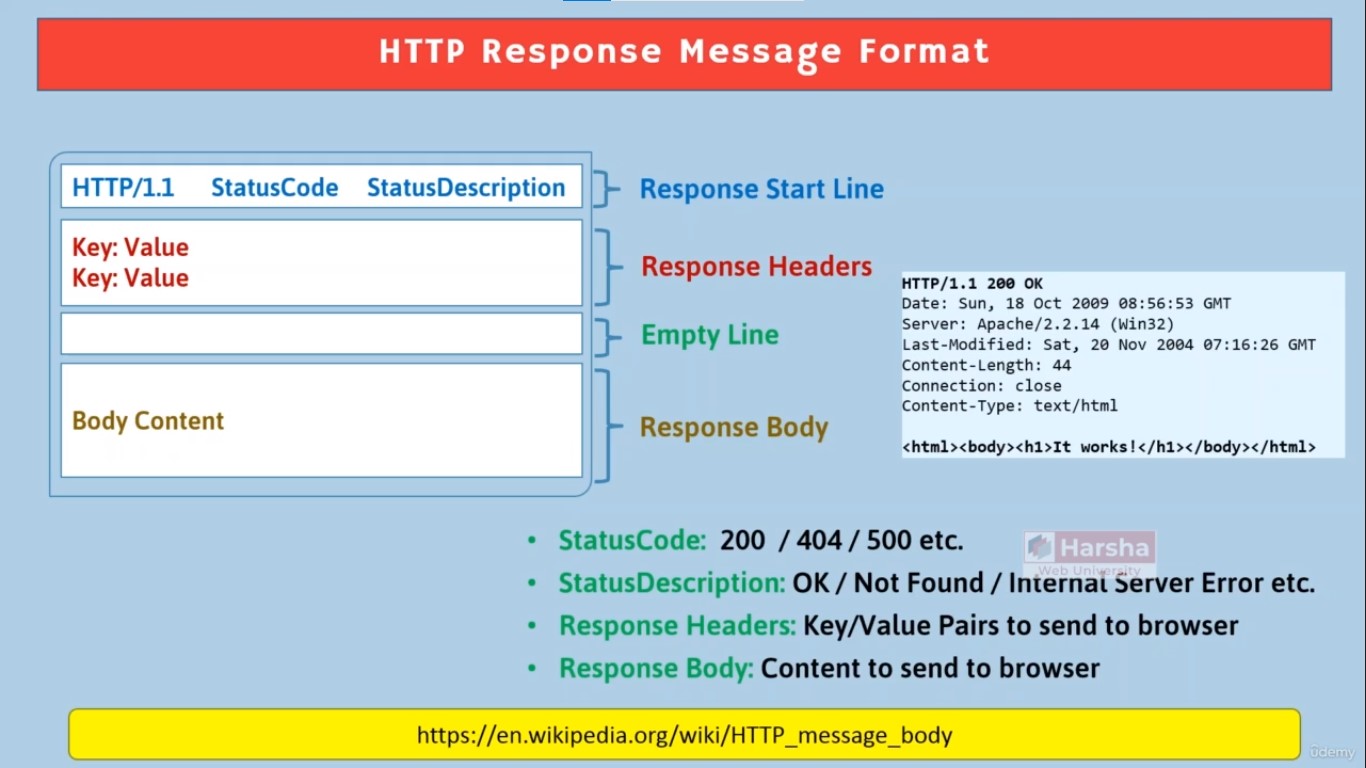 HTTP Response Message Format
HTTP/1.1 StatusCode StatusDescription
Response Start Line
Key: Value
Key: Value
Response Headers
Empty Line
Body Content
Response Body
HTTP/1.1 200 OK
Date: Sun, 18 Oct 2009 08:56:53 GMT
Server: Apache/2.2.14 (Win32)
Last-Modified: Sat, 20 Nov 2004 07:16:26 GMT
Content-Length: 44
Connection: close
Content-Type: text/html
<html><body><h1>It works!</h1></body></html>
• StatusCode: 200 / 404 / 500 etc.
• StatusDescription: OK / Not Found / Internal Server Error etc.
• Response Headers: Key/Value Pairs to send to browser
• Response Body: Content to send to browser
Harsha
Web University
https://en.wikipedia.org/wiki/HTTP_message_body
ûdemy